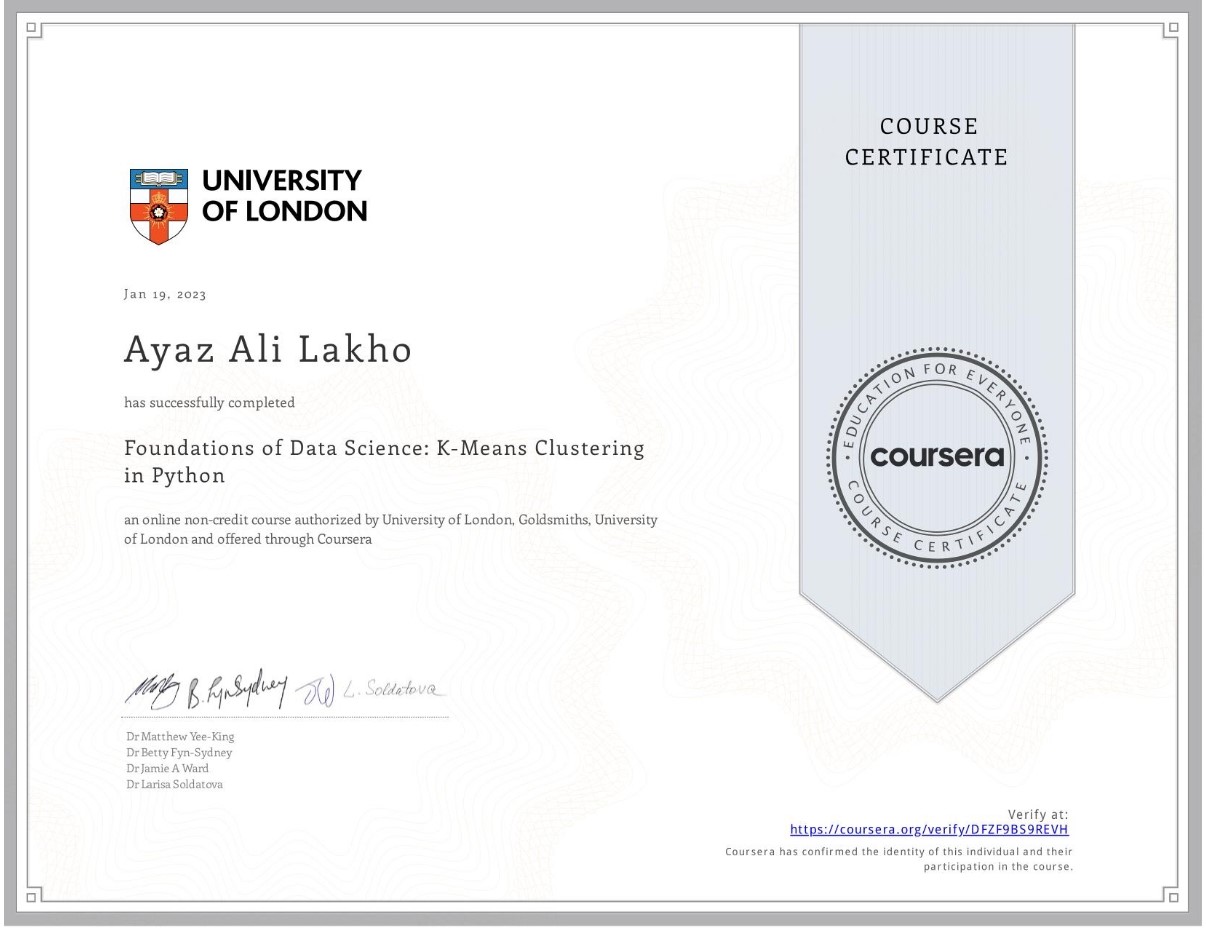 COURSE
CERTIFICATE
UNIVERSITY
OF LONDON
Jan 19, 2023
Ayaz Ali Lakho
has successfully completed
Foundations of Data Science: K-Means Clustering
in Python
an online non-credit course authorized by University of London, Goldsmiths, University
of London and offered through Coursera
EDUCATION FOR EVERYONE
coursera
COURSE CERTIFICATE
B. FynSydney L. Soldatova
Dr Matthew Yee-King
Dr Betty Fyn-Sydney
Dr Jamie A Ward
Dr Larisa Soldatova
Verify at:
https://coursera.org/verify/DFZF9BS9REVH
Coursera has confirmed the identity of this individual and their
participation in the course.